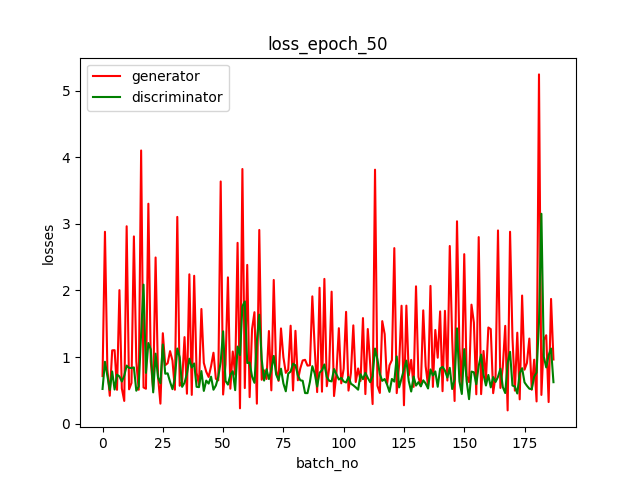 loss_epoch_50
generator
discriminator
losses
5
4
3
2
1
0
0 25 50 75 100 125 150 175
batch_no